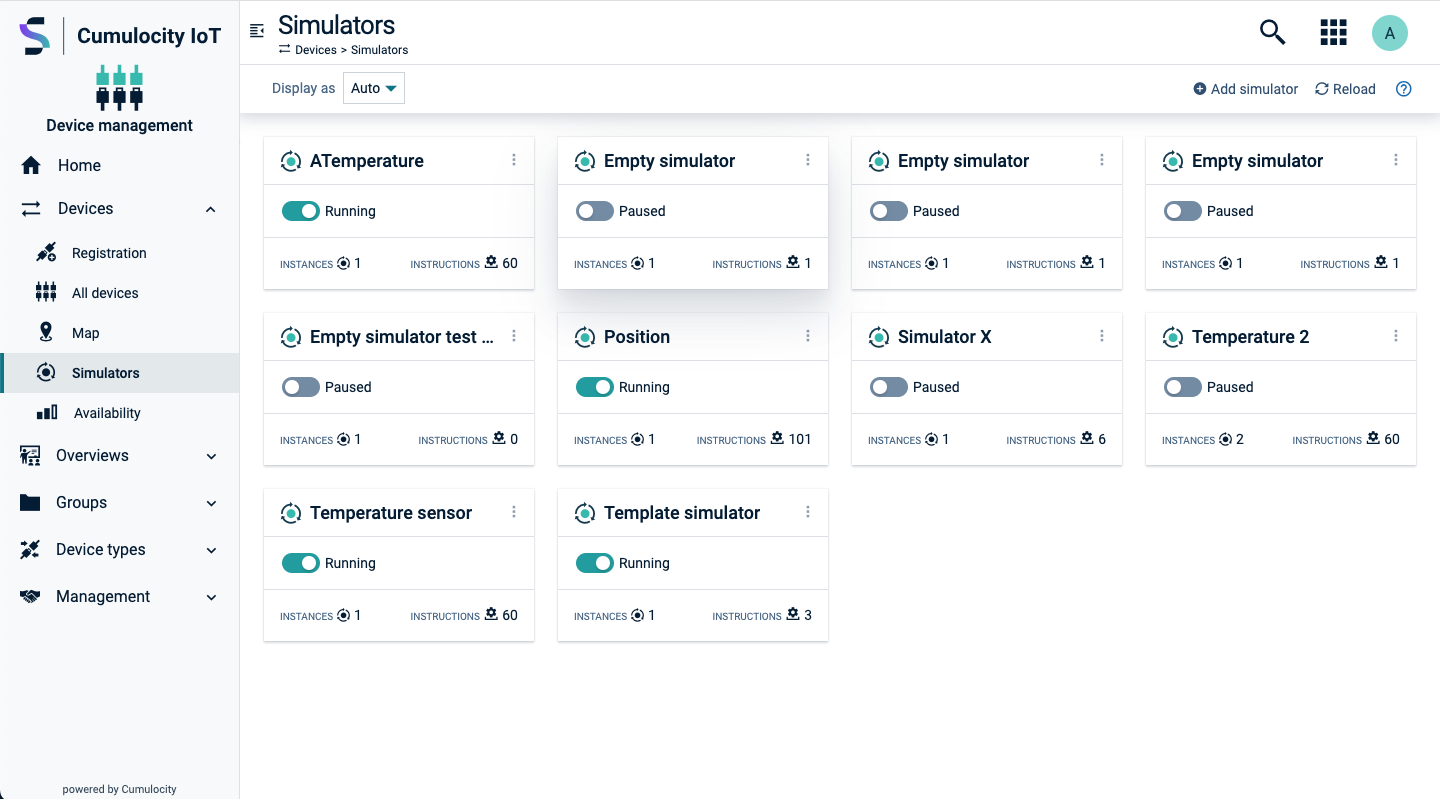 Cumulocity IoT
Device management
Home
Devices
Registration
All devices
Map
Simulators
Availability
Overviews
Groups
Device types
Management
powered by Cumulocity
Simulators
Devices > Simulators
A
Display as Auto
Add simulator Reload
ATemperature
Running
INSTANCES 1 INSTRUCTIONS 60
Empty simulator
Paused
INSTANCES 1 INSTRUCTIONS 1
Empty simulator
Paused
INSTANCES 1 INSTRUCTIONS 1
Empty simulator
Paused
INSTANCES 1 INSTRUCTIONS 1
Empty simulator test ...
Paused
INSTANCES 1 INSTRUCTIONS 0
Position
Running
INSTANCES 1 INSTRUCTIONS 101
Simulator X
Paused
INSTANCES 1 INSTRUCTIONS 6
Temperature 2
Paused
INSTANCES 2 INSTRUCTIONS 60
Temperature sensor
Running
INSTANCES 1 INSTRUCTIONS 60
Template simulator
Running
INSTANCES 1 INSTRUCTIONS 3